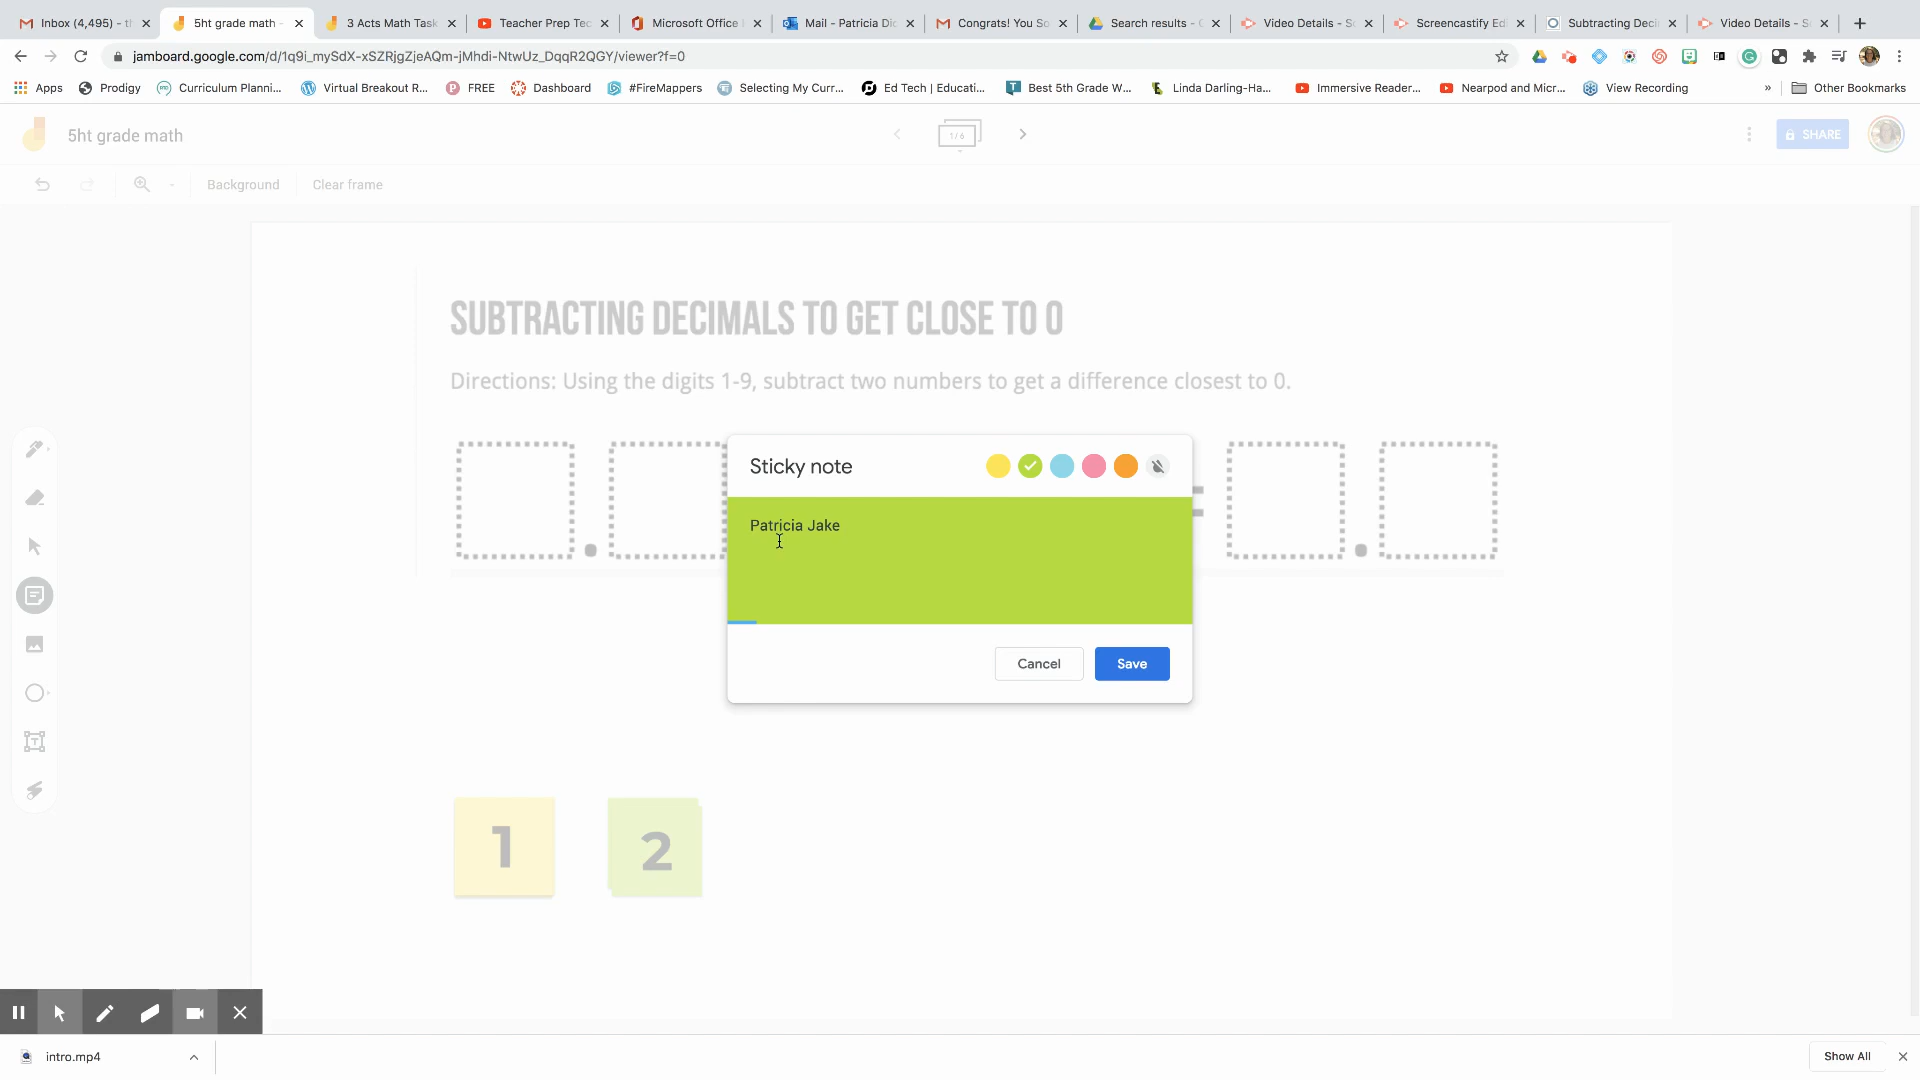 Inbox (4,495) - th
5ht grade math -
3 Acts Math Task
Teacher Prep Tec
Microsoft Office
Mail - Patricia Dic
Congrats! You So
Search results - G
Video Details - Sc
Screencastify Edi
Subtracting Deci
Video Details - Sc
jamboard.google.com/d/1q9i_mySdX-xSZRjgZjeAQm-jMhdi-NtwUz_DqqR2QGY/viewer?f=0
Apps
Prodigy
Curriculum Planni...
Virtual Breakout R...
FREE
Dashboard
#FireMappers
Selecting My Curr...
Ed Tech | Educati...
Best 5th Grade W...
Linda Darling-Ha...
Immersive Reader...
Nearpod and Micr...
View Recording
»
Other Bookmarks
5ht grade math
1/6
SHARE
Background
Clear frame
SUBTRACTING DECIMALS TO GET CLOSE TO 0
Directions: Using the digits 1-9, subtract two numbers to get a difference closest to 0.
Sticky note
Patricia Jake
Cancel
Save
1
2
intro.mp4
Show All